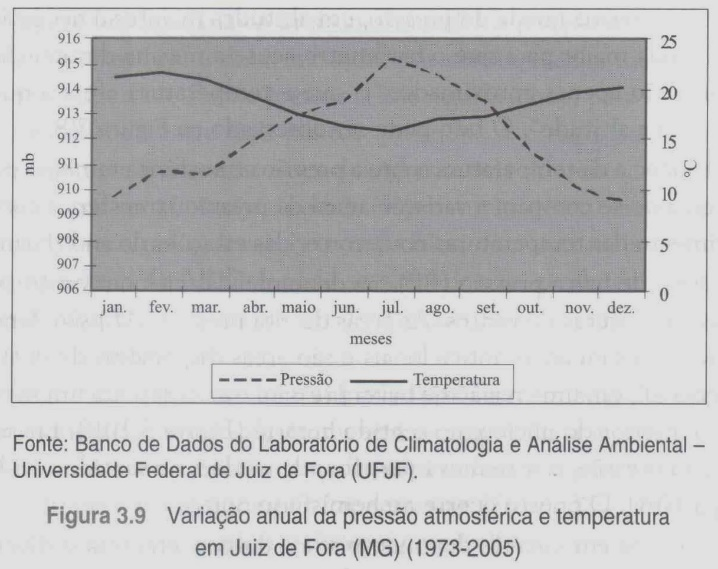 916
915
914
913
912
911
910
909
908
907
906
mb
25
20
15
10
5
0
°C
jan. fev. mar. abr. maio jun. jul. ago. set. out. nov. dez.
meses
Pressão Temperatura
Fonte: Banco de Dados do Laboratório de Climatologia e Análise Ambiental –
Universidade Federal de Juiz de Fora (UFJF).
Figura 3.9 Variação anual da pressão atmosférica e temperatura
em Juiz de Fora (MG) (1973-2005)